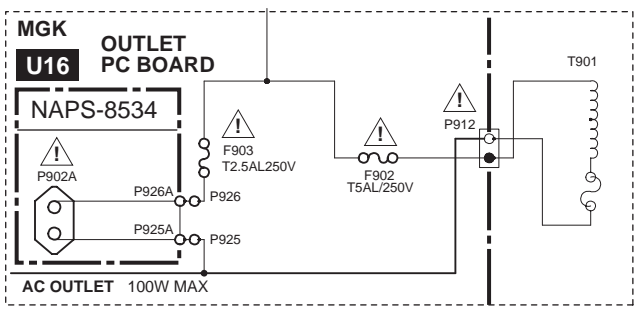 MGK
U16
OUTLET
PC BOARD
NAPS-8534
P902A
P926A
P925A
P926
P925
F903
T2.5AL250V
F902
T5AL/250V
P912
T901
AC OUTLET 100W MAX